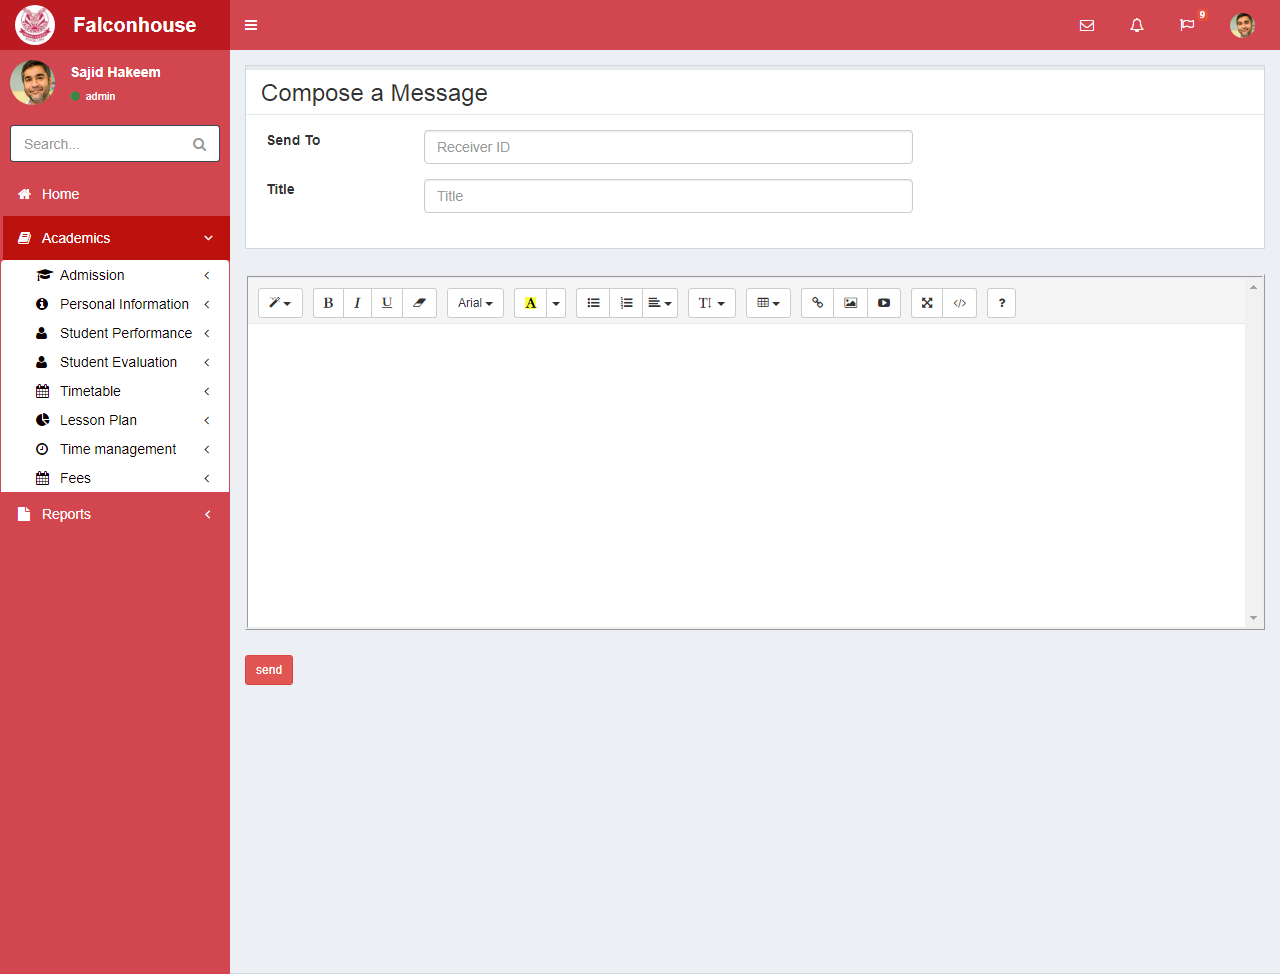 Falconhouse
9
Sajid Hakeem
admin
Search...
Home
Academics
Admission
Personal Information
Student Performance
Student Evaluation
Timetable
Lesson Plan
Time management
Fees
Reports
Compose a Message
Send To
Receiver ID
Title
Title
B I U Arial A TI </> ?
send